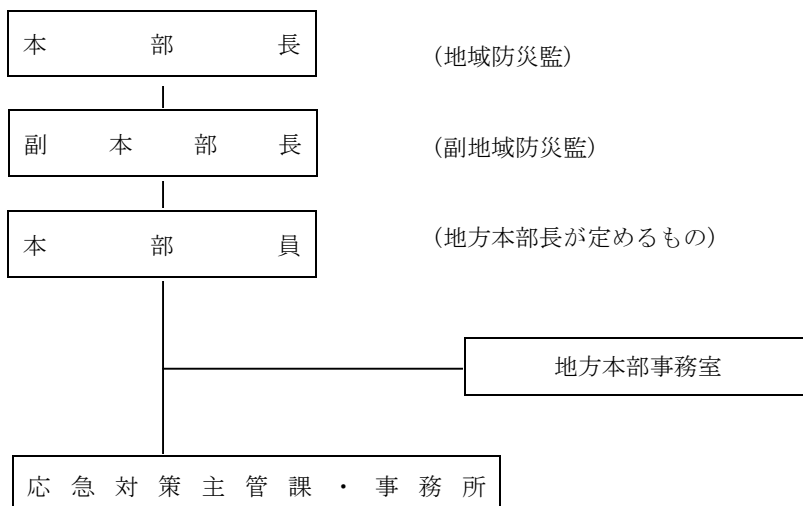 本部長
(地域防災監)
副本部長
(副地域防災監)
本部員
(地方本部長が定めるもの)
地方本部事務室
応急対策主管課・事務所